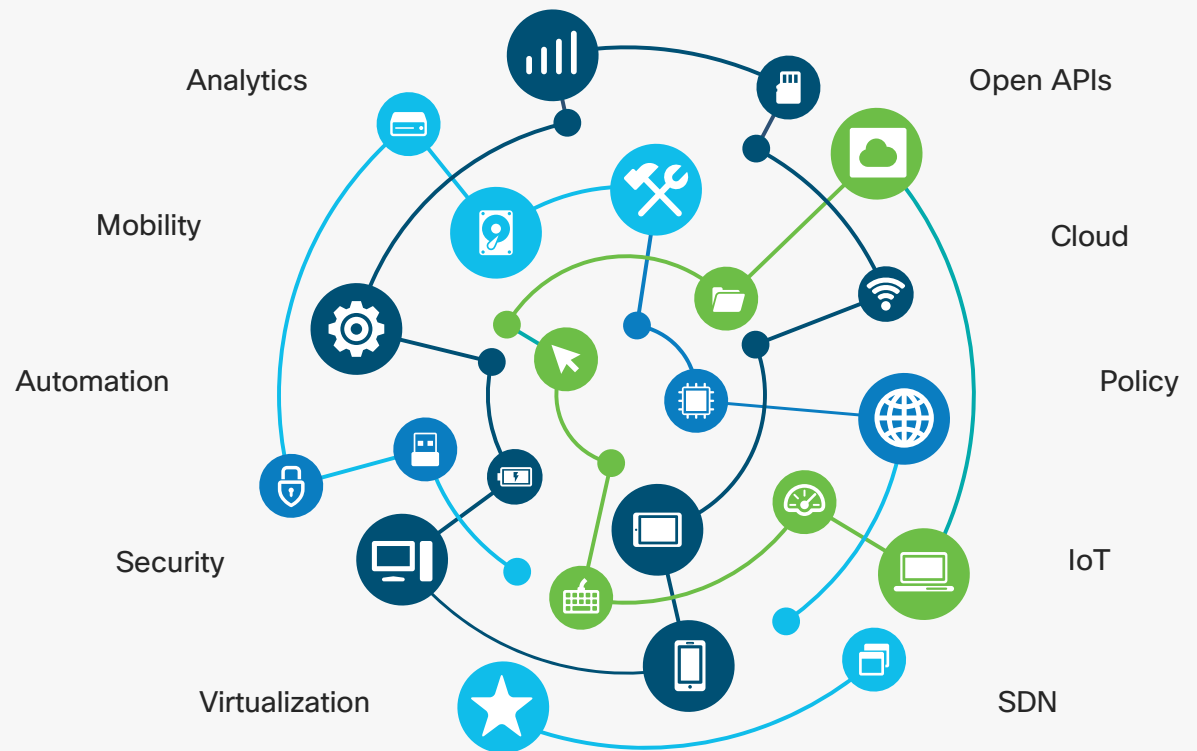 Analytics
Open APIs
Mobility
Cloud
Automation
Policy
Security
IoT
Virtualization
SDN